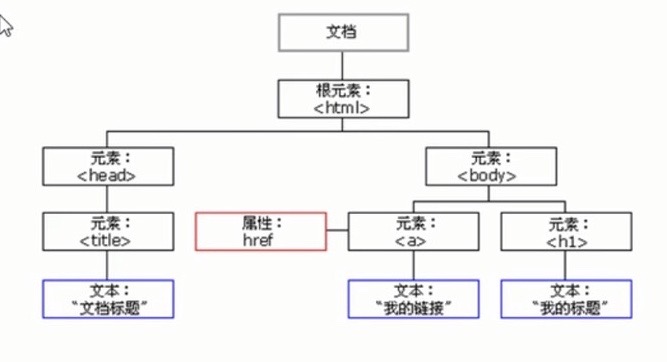 文档
根元素：
<html>
元素：
<head>
元素：
<body>
元素：
<title>
属性：
href
元素：
<a>
元素：
<h1>
文本：
“文档标题”
文本：
“我的链接”
文本：
“我的标题”